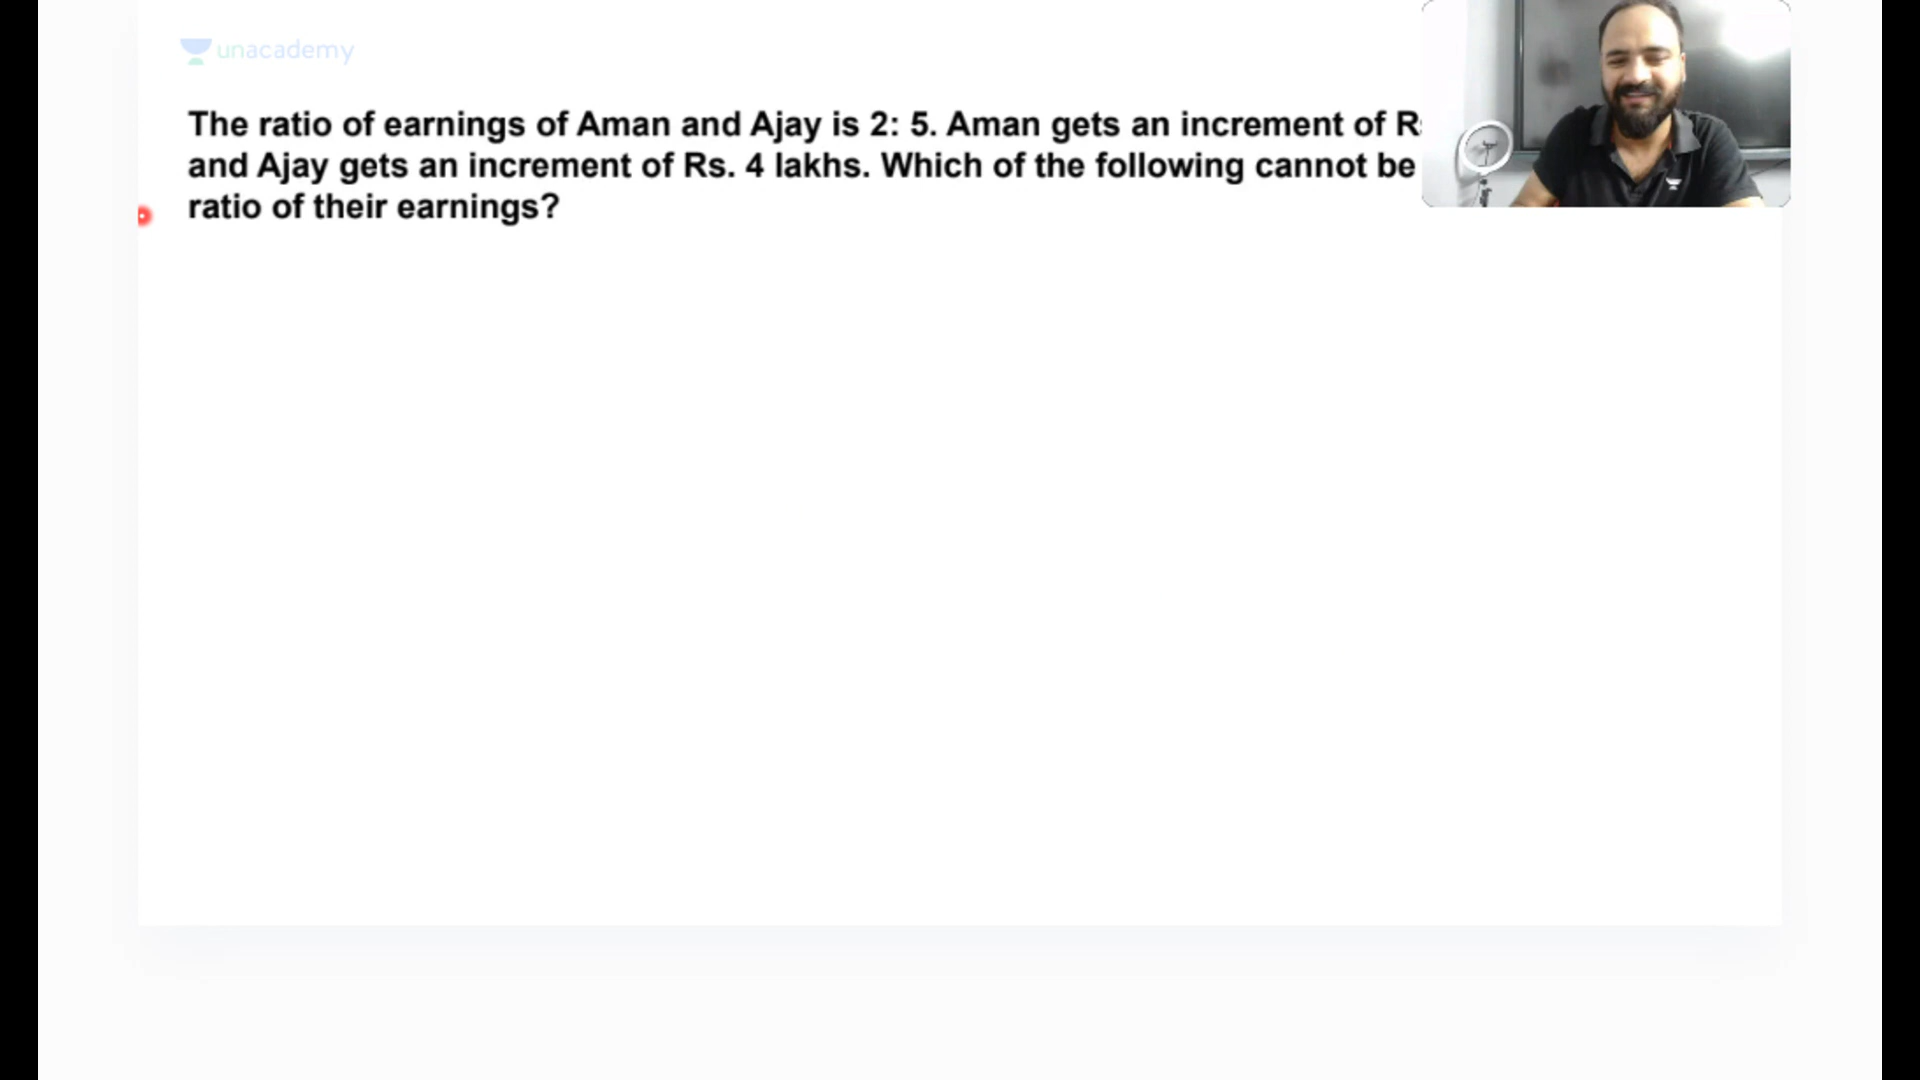 unacademy
The ratio of earnings of Aman and Ajay is 2: 5. Aman gets an increment of
and Ajay gets an increment of Rs. 4 lakhs. Which of the following cannot be
ratio of their earnings?